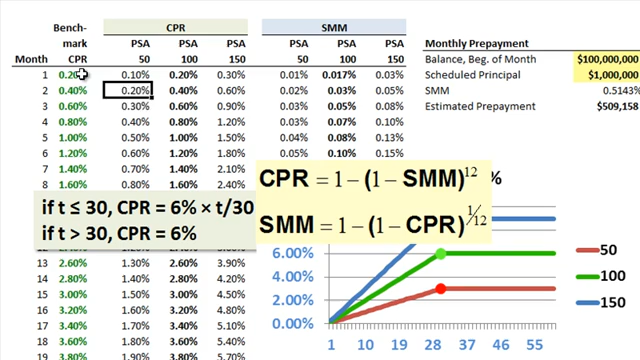 Bench-
mark CPR SMM
PSA PSA PSA PSA PSA PSA Monthly Prepayment
Month CPR 50 100 150 50 100 150 Balance, Beg. of Month $100,000,000
1 0.20% 0.10% 0.20% 0.30% 0.01% 0.017% 0.03% Scheduled Principal $1,000,000
2 0.40% 0.20% 0.40% 0.60% 0.02% 0.03% 0.05% SMM 0.5143%
3 0.60% 0.30% 0.60% 0.90% 0.03% 0.05% 0.08% Estimated Prepayment $509,158
4 0.80% 0.40% 0.80% 1.20% 0.03% 0.07% 0.10%
5 1.00% 0.50% 1.00% 1.50% 0.04% 0.08% 0.13%
6 1.20% 0.60% 1.20% 1.80% 0.05% 0.10% 0.15%
7 1.40% 0.70% 1.40% 2.10%
8 1.60% 0.80% 1.60% 2.40%
CPR = 1 – (1 – SMM)^12 %
SMM = 1 – (1 – CPR)^1/12
if t ≤ 30, CPR = 6% × t/30
if t > 30, CPR = 6%
13 2.60% 1.30% 2.60% 3.90%
14 2.80% 1.40% 2.80% 4.20%
15 3.00% 1.50% 3.00% 4.50%
16 3.20% 1.60% 3.20% 4.80%
17 3.40% 1.70% 3.40% 5.10%
18 3.60% 1.80% 3.60% 5.40%
19 3.80% 1.90% 3.80% 5.70%
6.00%
4.00%
2.00%
0.00%
1 10 19 28 37 46 55
50
100
150